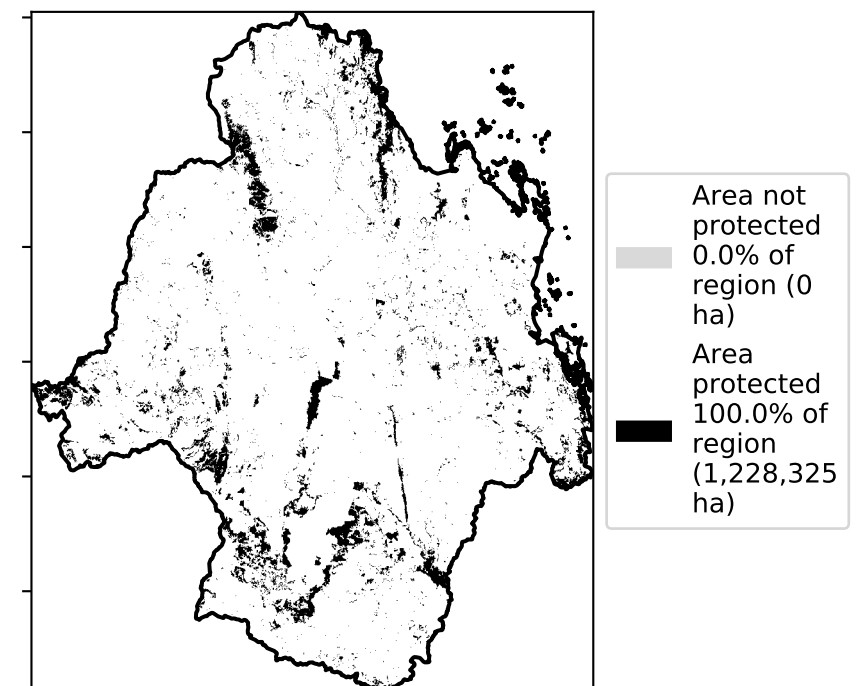 Area not
protected
0.0% of
region (0
ha)
Area
protected
100.0% of
region
(1,228,325
ha)